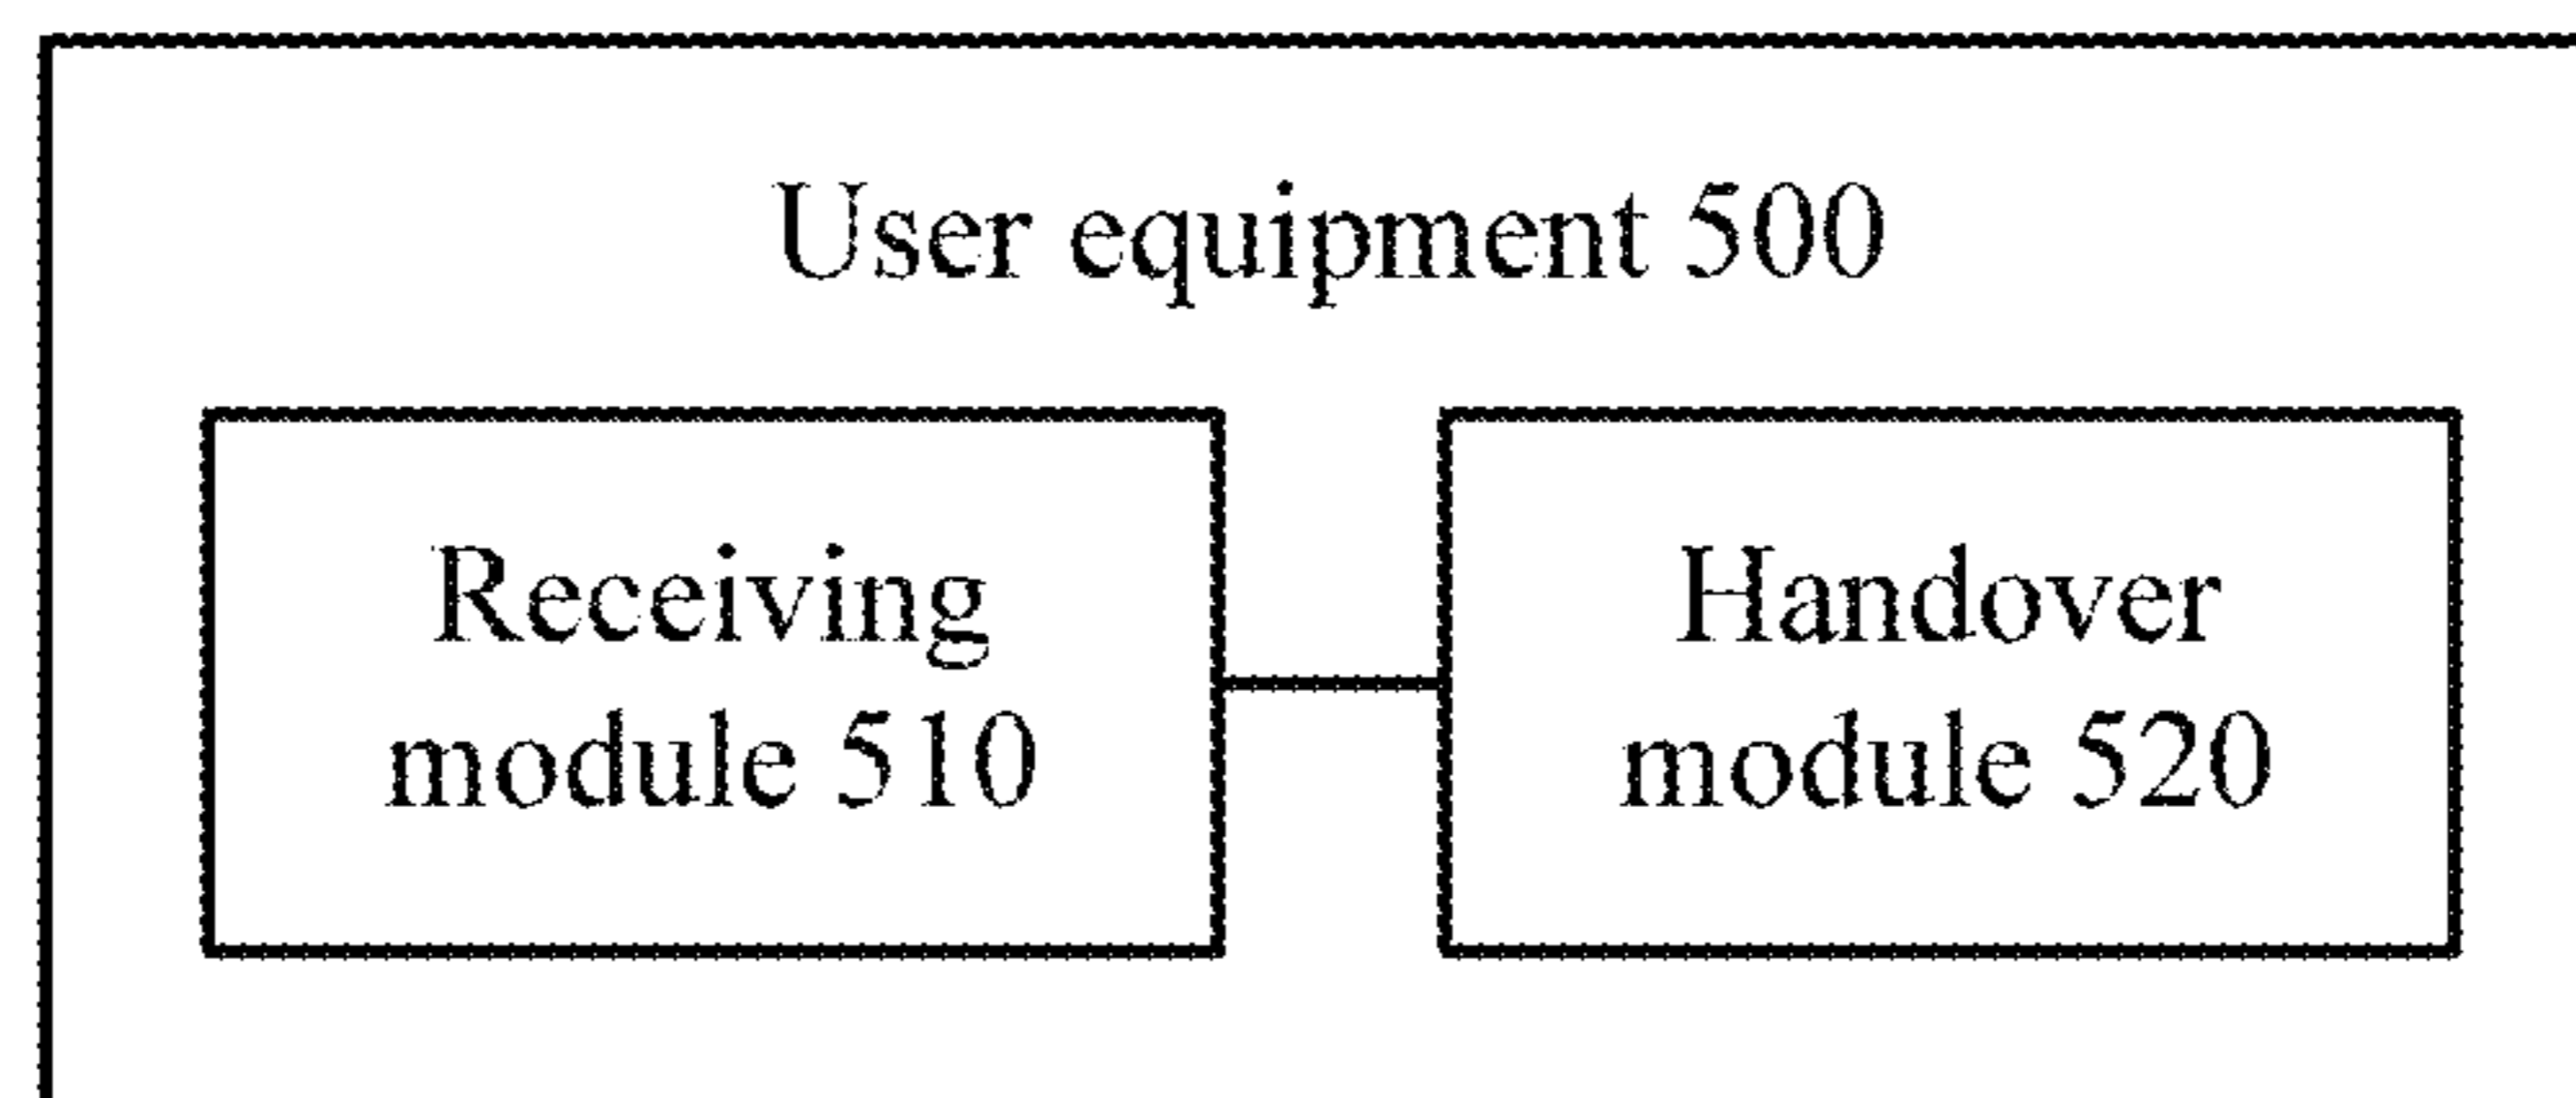 User equipment 500
Receiving
module 510
Handover
module 520